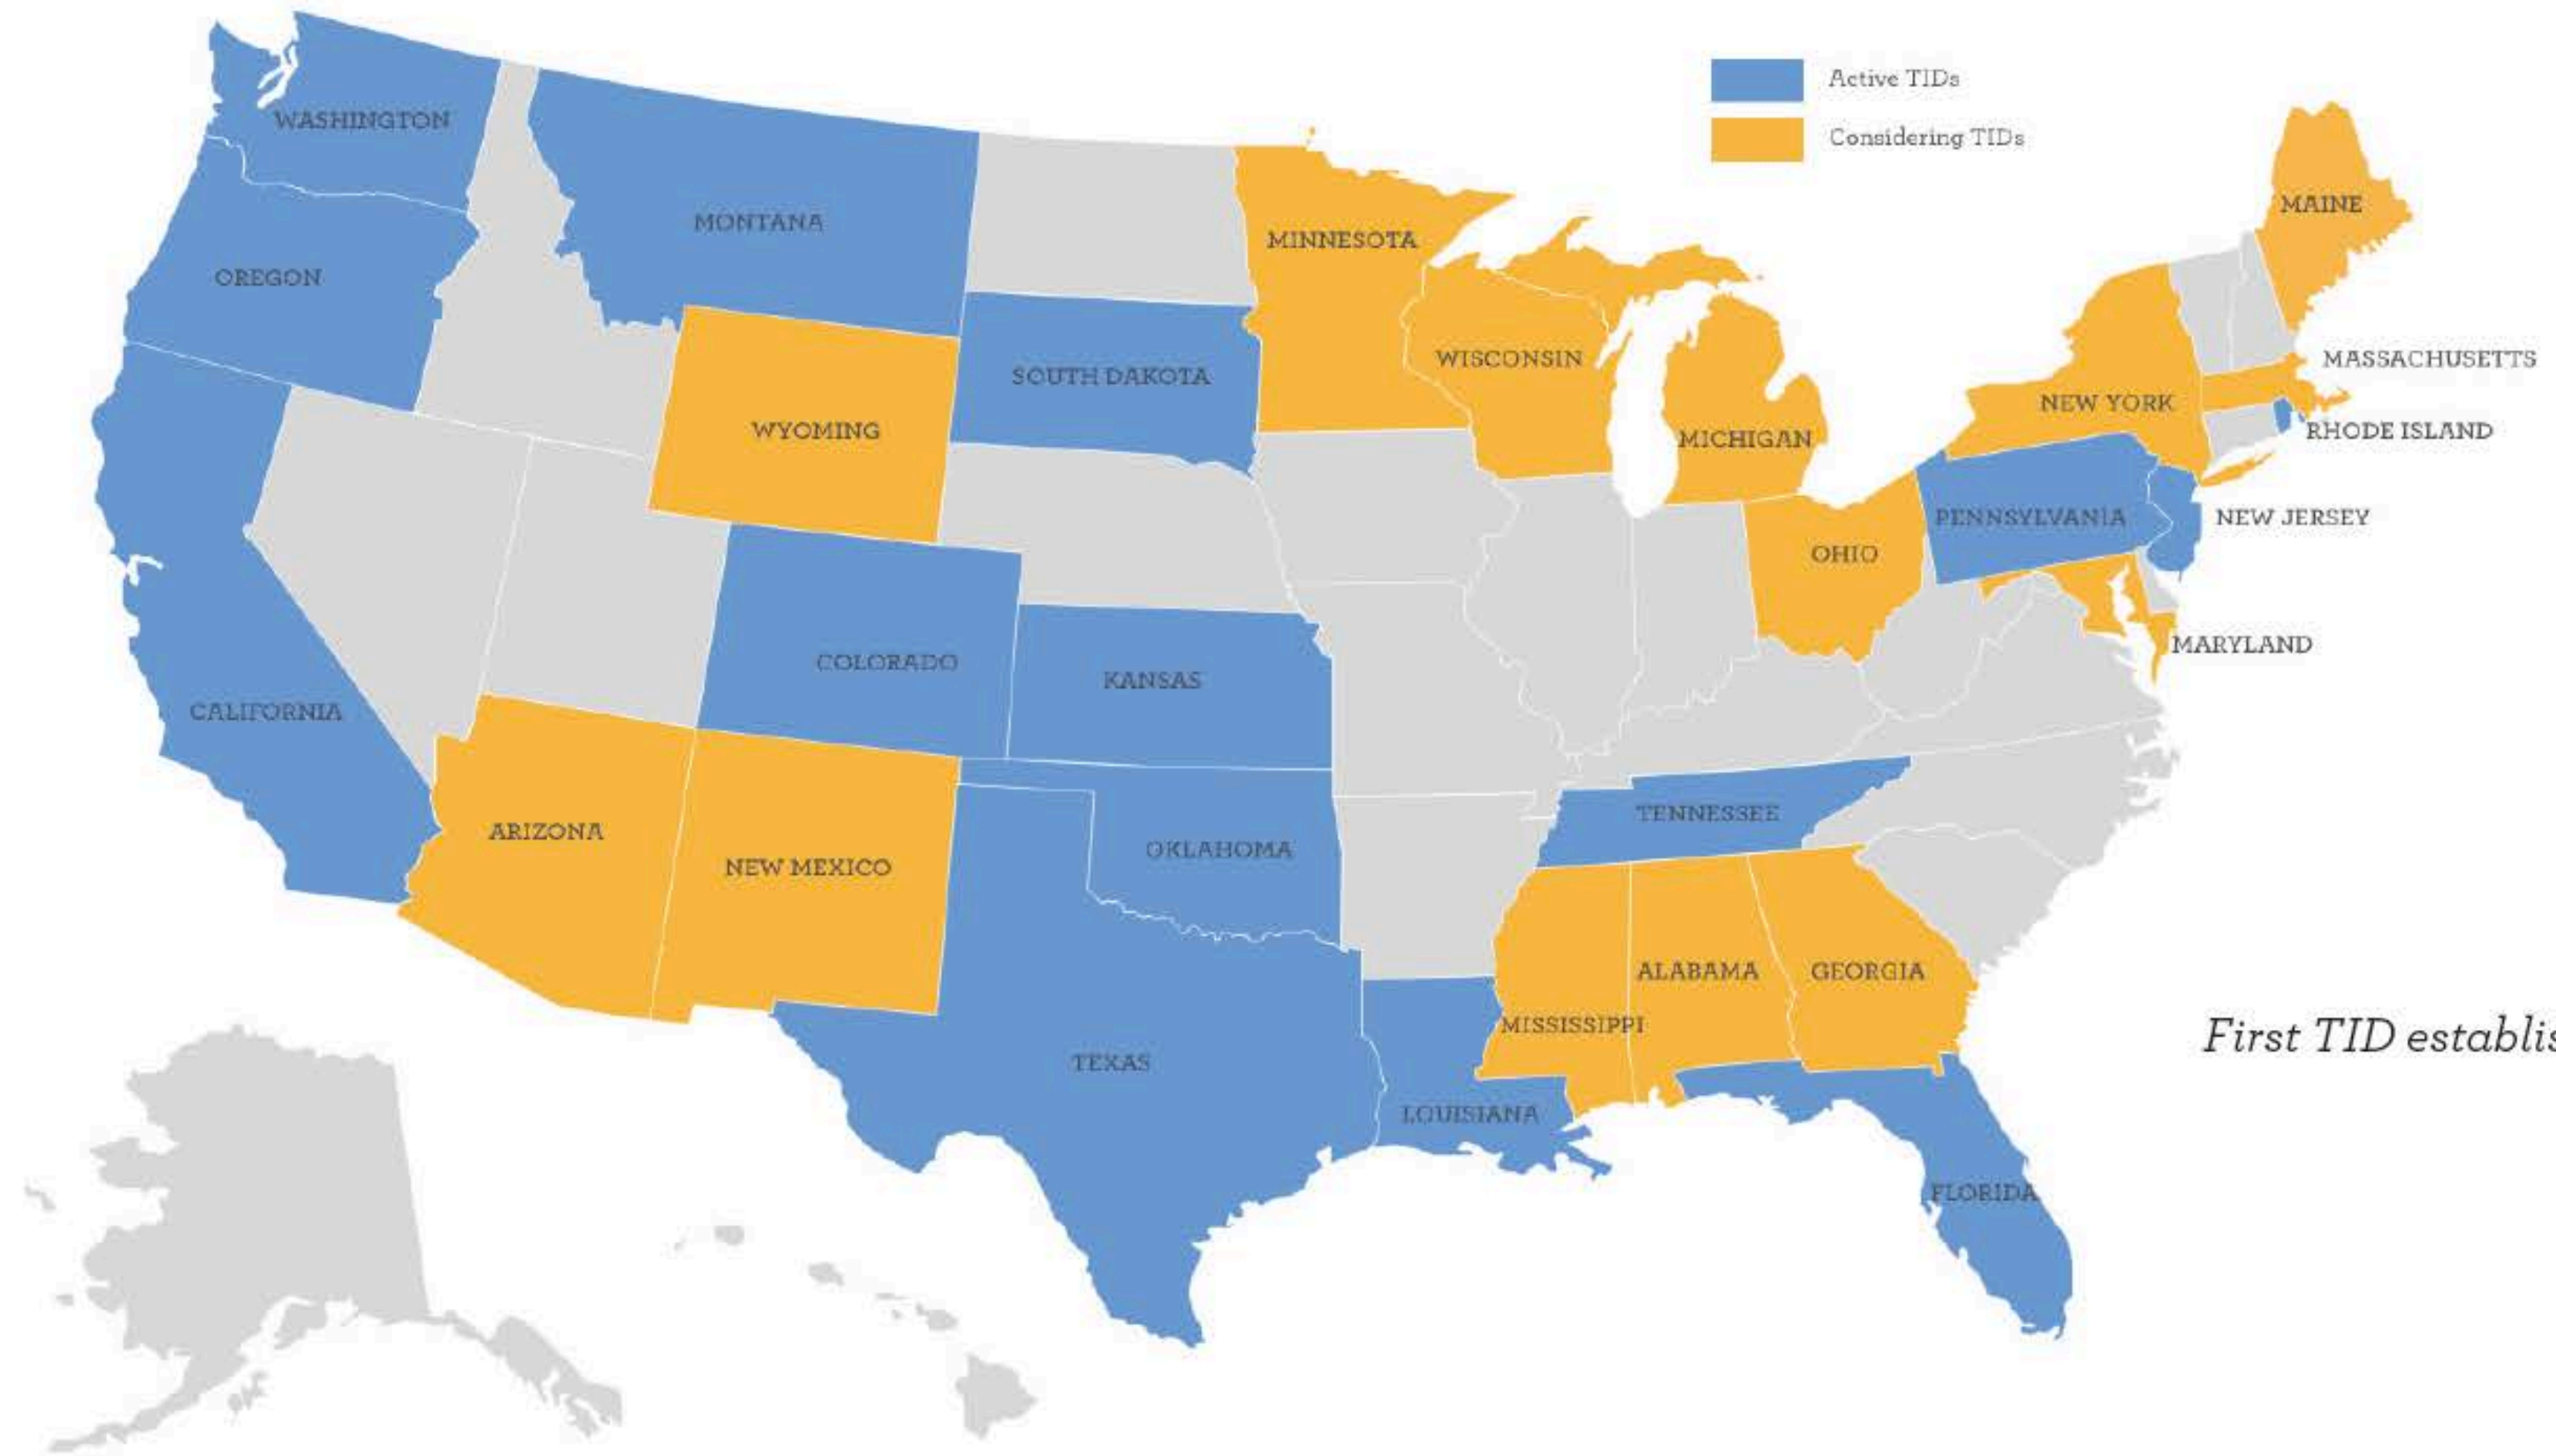 Active TIDs
Considering TIDs
WASHINGTON
MONTANA
OREGON
MINNESOTA
MAINE
WISCONSIN
MASSACHUSETTS
SOUTH DAKOTA
NEW YORK
WYOMING
MICHIGAN
RHODE ISLAND
PENNSYLVANIA
NEW JERSEY
OHIO
MARYLAND
COLORADO
KANSAS
CALIFORNIA
TENNESSEE
ARIZONA
OKLAHOMA
NEW MEXICO
ALABAMA
GEORGIA
MISSISSIPPI
First TID establis
TEXAS
LOUISIANA
FLORIDA